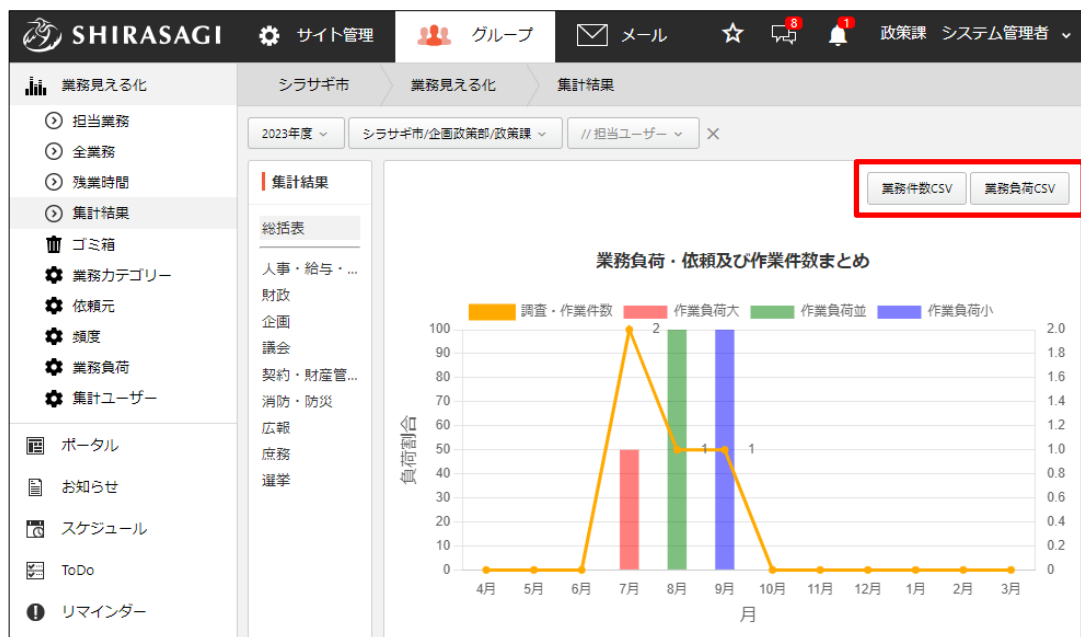 SHIRASAGI
サイト管理
グループ
メール
8
1
政策課 システム管理者
業務見える化
担当業務
全業務
残業時間
集計結果
ゴミ箱
業務カテゴリー
依頼元
頻度
業務負荷
集計ユーザー
ポータル
お知らせ
スケジュール
ToDo
リマインダー
シラサギ市
業務見える化
集計結果
2023年度
シラサギ市/企画政策部/政策課
// 担当ユーザー
集計結果
総括表
人事・給与・...
財政
企画
議会
契約・財産管...
消防・防災
広報
庶務
選挙
業務件数CSV
業務負荷CSV
業務負荷・依頼及び作業件数まとめ
調査・作業件数
作業負荷大
作業負荷並
作業負荷小
負荷割合
100
90
80
70
60
50
40
30
20
10
0
2
1
1
2.0
1.8
1.6
1.4
1.2
1.0
0.8
0.6
0.4
0.2
0
4月 5月 6月 7月 8月 9月 10月 11月 12月 1月 2月 3月
月